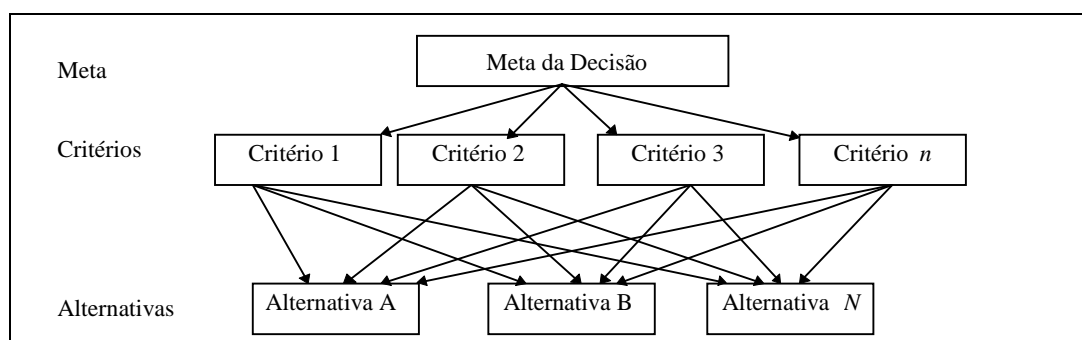 Meta
Meta da Decisão
Critérios
Critério 1
Critério 2
Critério 3
Critério n
Alternativas
Alternativa A
Alternativa B
Alternativa N